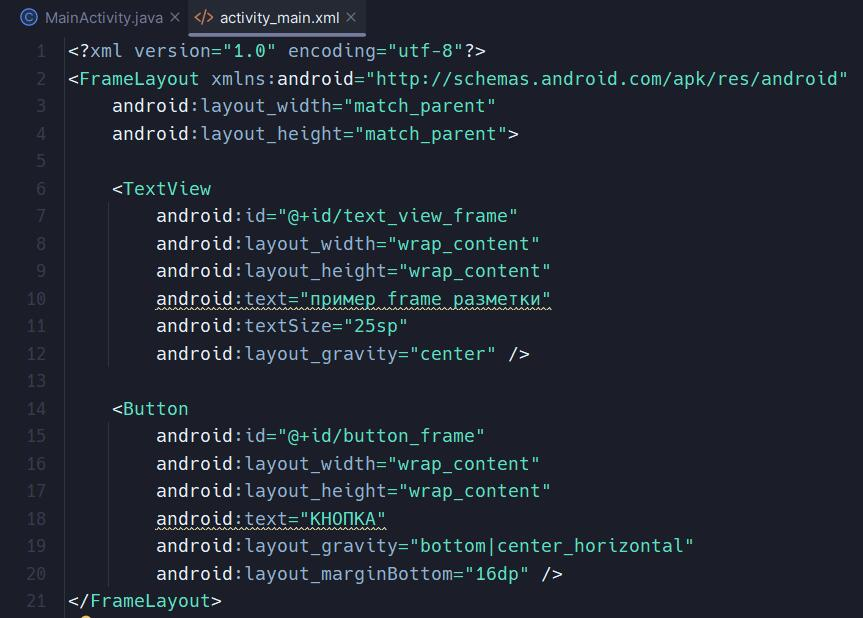 MainActivity.java activity_main.xml
1 <?xml version="1.0" encoding="utf-8"?>
2 <FrameLayout xmlns:android="http://schemas.android.com/apk/res/android"
3 android:layout_width="match_parent"
4 android:layout_height="match_parent">
5
6 <TextView
7 android:id="@+id/text_view_frame"
8 android:layout_width="wrap_content"
9 android:layout_height="wrap_content"
10 android:text="пример frame разметки"
11 android:textSize="25sp"
12 android:layout_gravity="center" />
13
14 <Button
15 android:id="@+id/button_frame"
16 android:layout_width="wrap_content"
17 android:layout_height="wrap_content"
18 android:text="КНОПКА"
19 android:layout_gravity="bottom|center_horizontal"
20 android:layout_marginBottom="16dp" />
21 </FrameLayout>